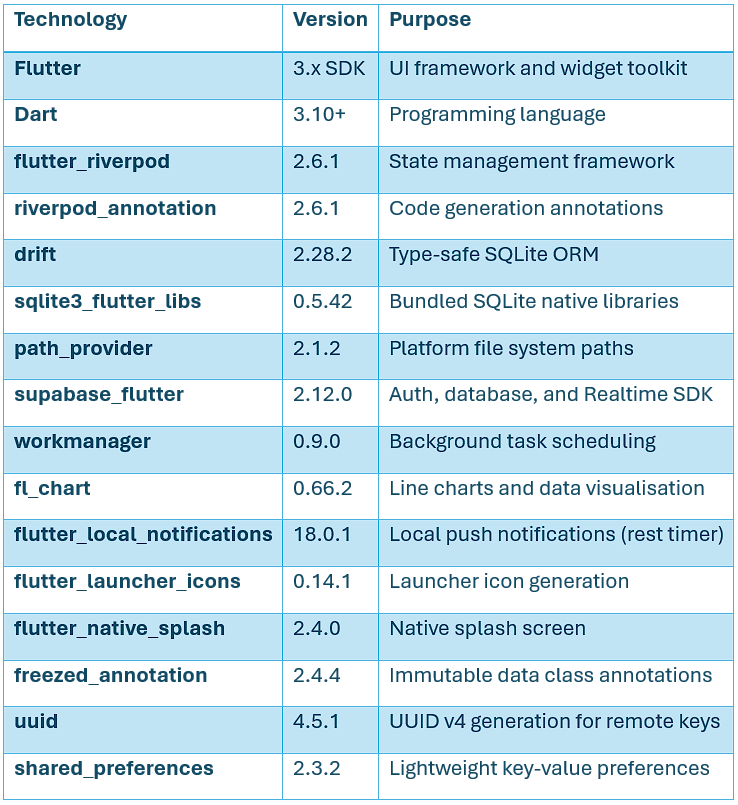 Technology Version Purpose
Flutter 3.x SDK UI framework and widget toolkit
Dart 3.10+ Programming language
flutter_riverpod 2.6.1 State management framework
riverpod_annotation 2.6.1 Code generation annotations
drift 2.28.2 Type-safe SQLite ORM
sqlite3_flutter_libs 0.5.42 Bundled SQLite native libraries
path_provider 2.1.2 Platform file system paths
supabase_flutter 2.12.0 Auth, database, and Realtime SDK
workmanager 0.9.0 Background task scheduling
fl_chart 0.66.2 Line charts and data visualisation
flutter_local_notifications 18.0.1 Local push notifications (rest timer)
flutter_launcher_icons 0.14.1 Launcher icon generation
flutter_native_splash 2.4.0 Native splash screen
freezed_annotation 2.4.4 Immutable data class annotations
uuid 4.5.1 UUID v4 generation for remote keys
shared_preferences 2.3.2 Lightweight key-value preferences